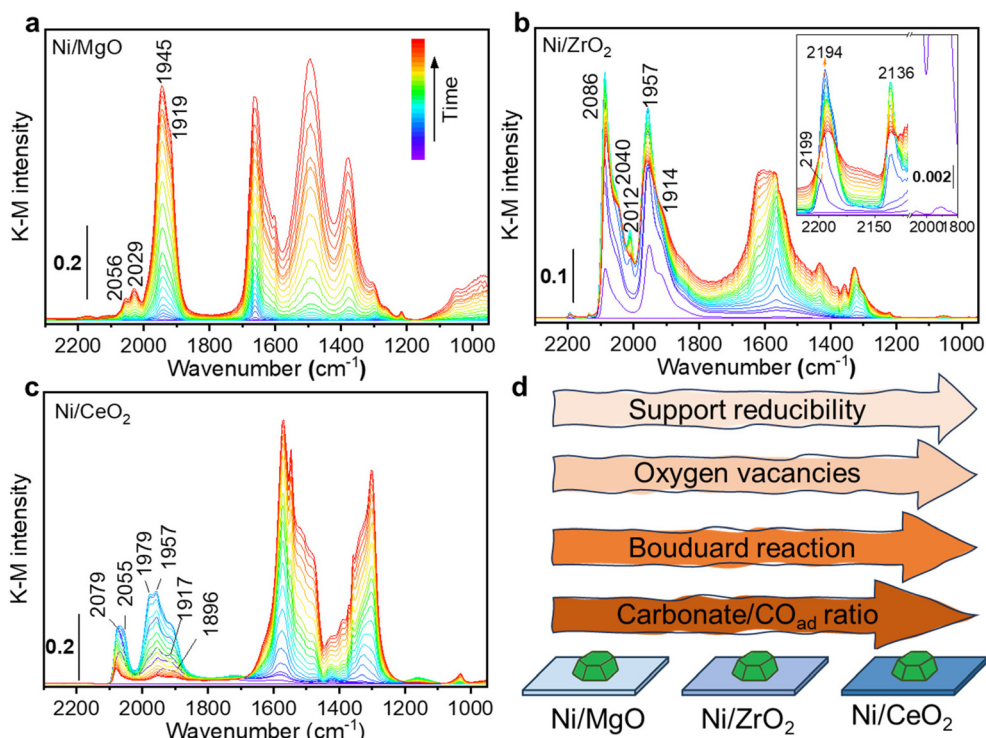 a
Ni/MgO
1945
1919
2056
2029
Time
0.2
K-M intensity
2200 2000 1800 1600 1400 1200 1000
Wavenumber (cm⁻¹)
b
Ni/ZrO₂
2086
2040
2012
1957
1914
0.1
K-M intensity
2194
2136
2199
0.002
2200 2130 2000 1800
2200 2000 1800 1600 1400 1200 1000
Wavenumber (cm⁻¹)
c
Ni/CeO₂
2079
2055
1979
1957
1917
1896
0.2
K-M intensity
2200 2000 1800 1600 1400 1200 1000
Wavenumber (cm⁻¹)
d
Support reducibility
Oxygen vacancies
Bouduard reaction
Carbonate/COad ratio
Ni/MgO Ni/ZrO₂ Ni/CeO₂